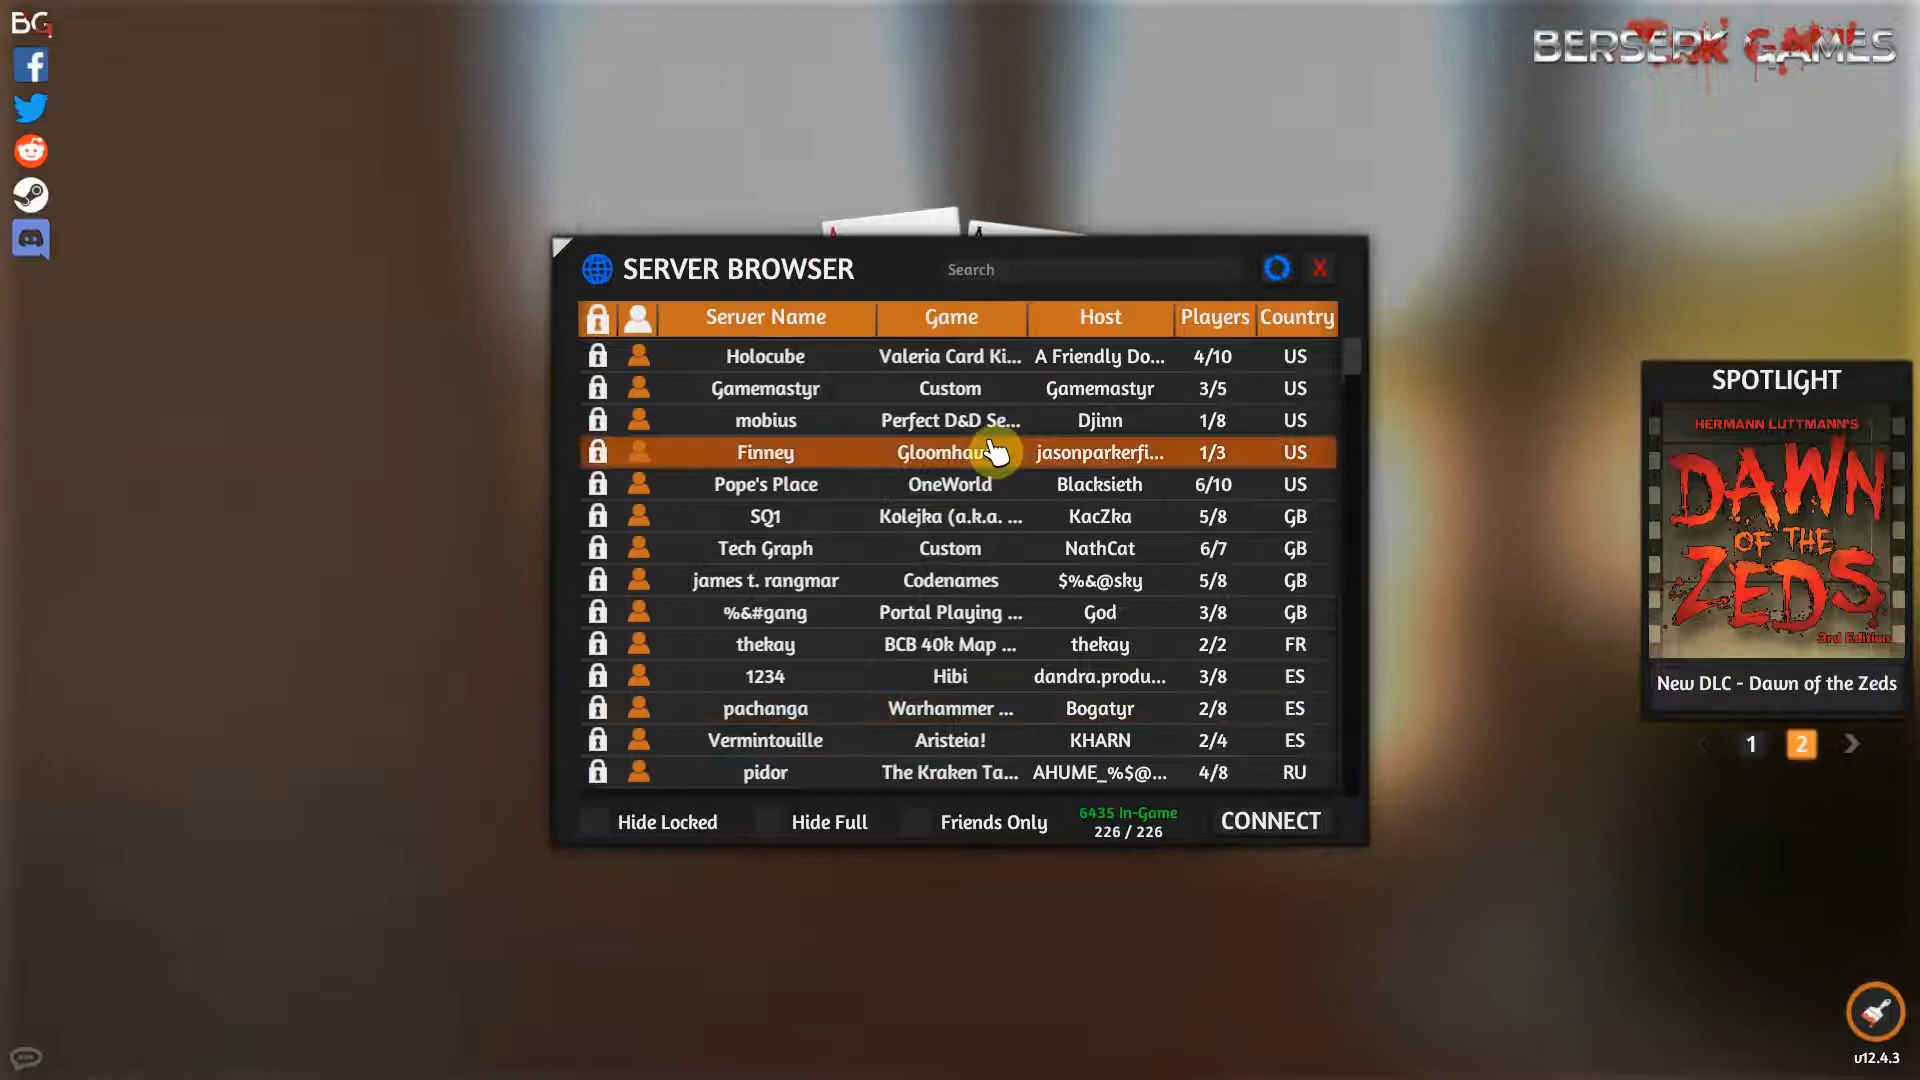 BG
BERSERK GAMES
SERVER BROWSER
Search
X
Server Name Game Host Players Country
Holocube Valeria Card Ki... A Friendly Do... 4/10 US
Gamemastyr Custom Gamemastyr 3/5 US
mobius Perfect D&D Se... Djinn 1/8 US
Finney Gloomhav jasonparkerfi... 1/3 US
Pope's Place OneWorld Blacksieth 6/10 US
SQ1 Kolejka (a.k.a. ... KacZka 5/8 GB
Tech Graph Custom NathCat 6/7 GB
james t. rangmar Codenames $%&@sky 5/8 GB
%&#gang Portal Playing ... God 3/8 GB
thekay BCB 40k Map ... thekay 2/2 FR
1234 Hibi dandra.produ... 3/8 ES
pachanga Warhammer ... Bogatyr 2/8 ES
Vermintouille Aristeia! KHARN 2/4 ES
pidor The Kraken Ta... AHUME_%$@... 4/8 RU
Hide Locked Hide Full Friends Only
6435 In-Game
226 / 226
CONNECT
SPOTLIGHT
HERMANN LUTTMANN'S
DAWN
OF THE
ZEDS
3rd Edition
New DLC - Dawn of the Zeds
1 2
v12.4.3